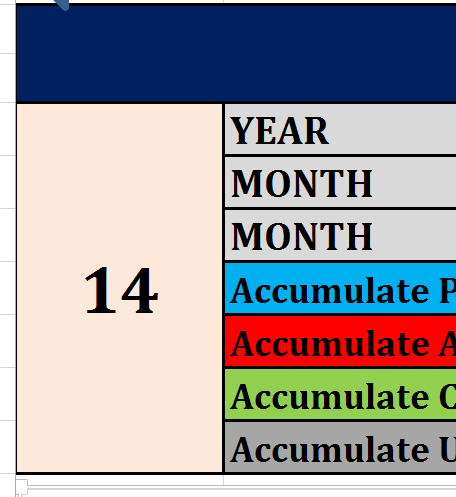 YEAR
MONTH
MONTH
14
Accumulate P
Accumulate A
Accumulate C
Accumulate U